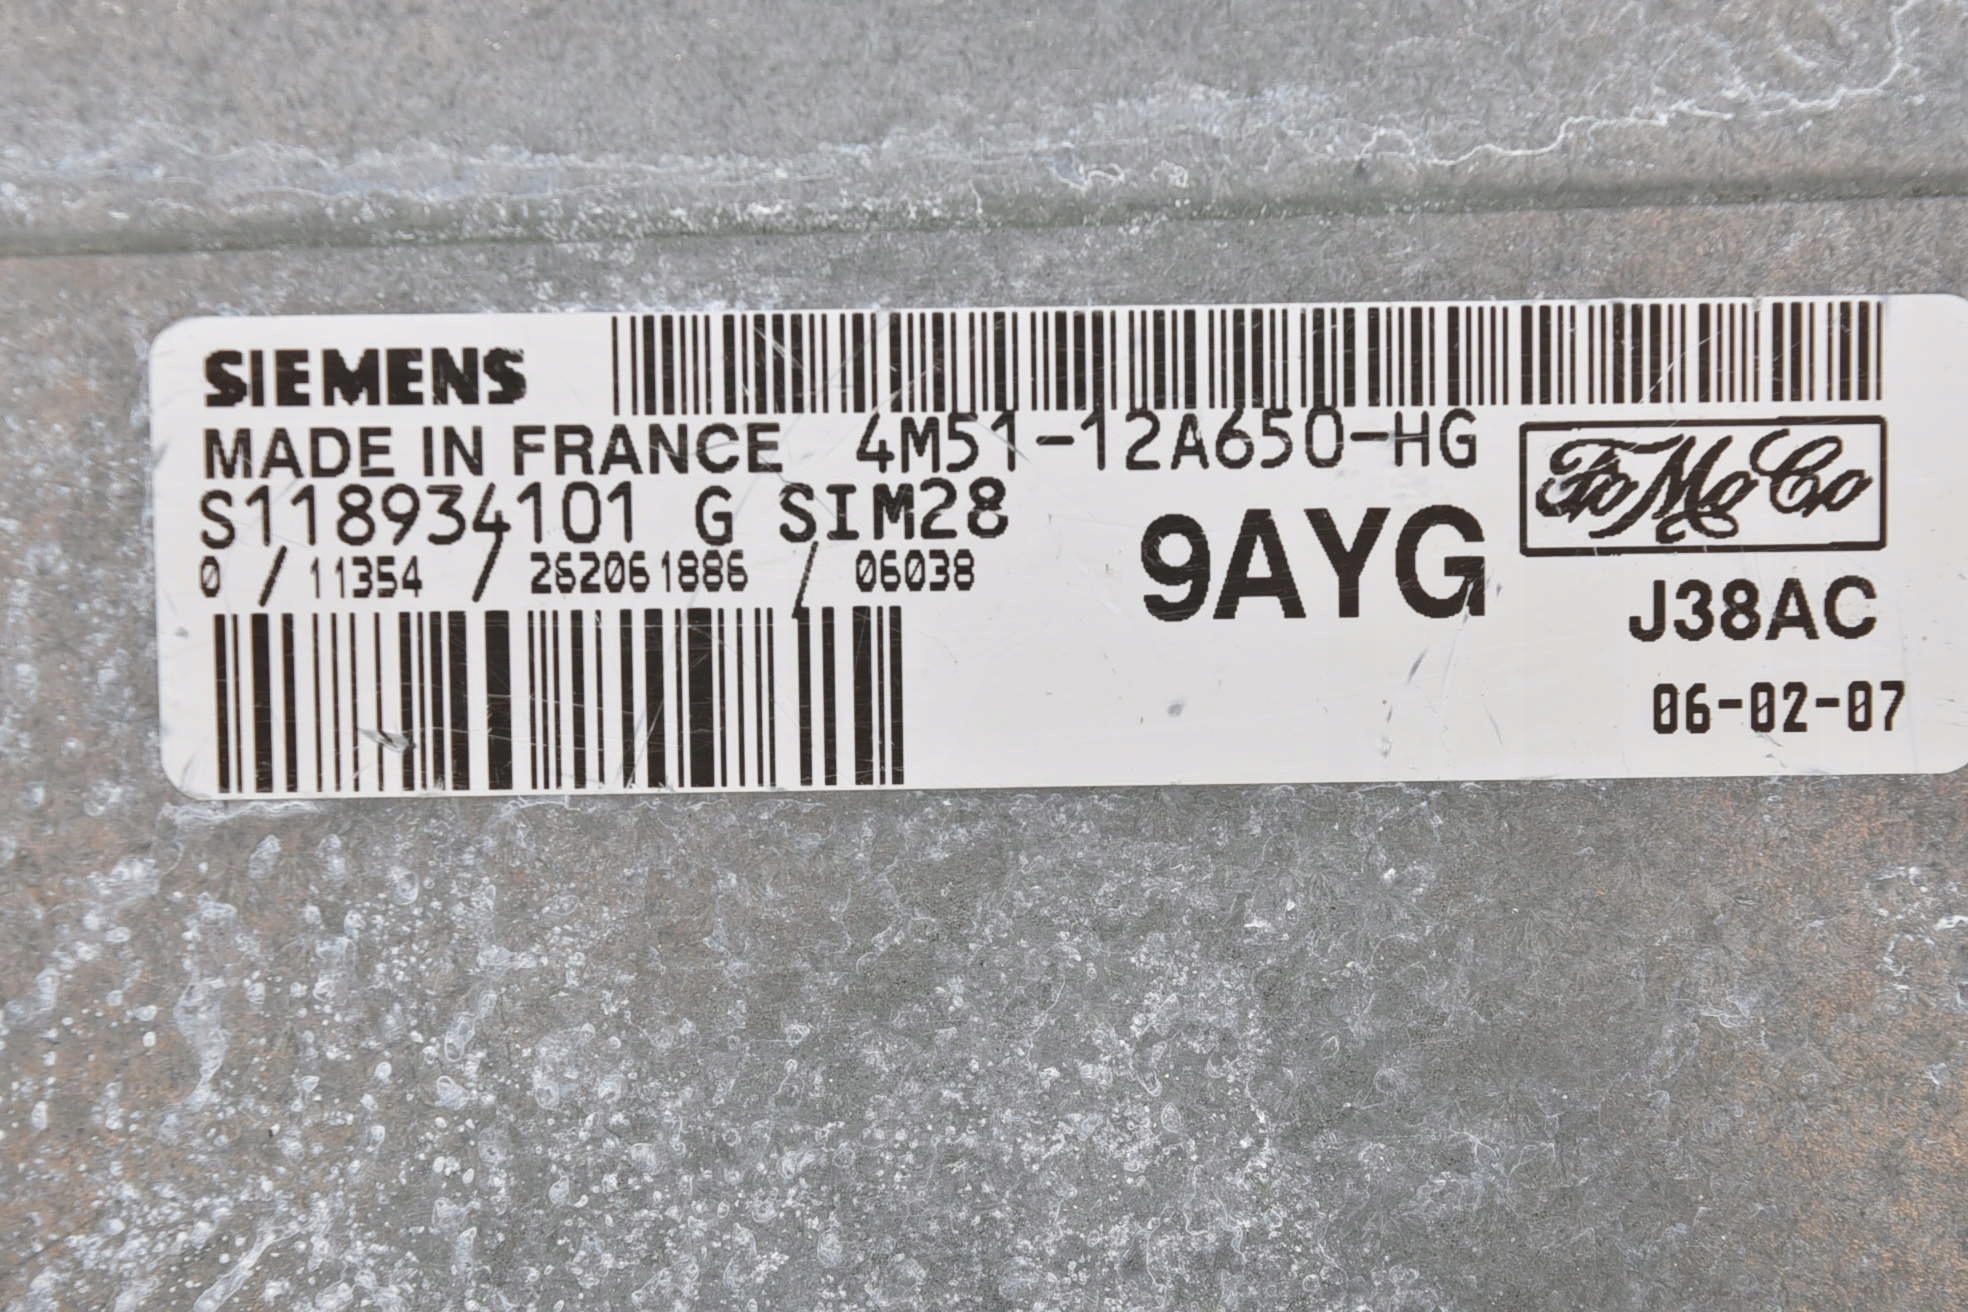 SIEMENS
MADE IN FRANCE 4M51-12A650-HG
FoMoCo
S118934101 G SIM28
9AYG
0 / 11354 / 262061886 / 06038
J38AC
06-02-07